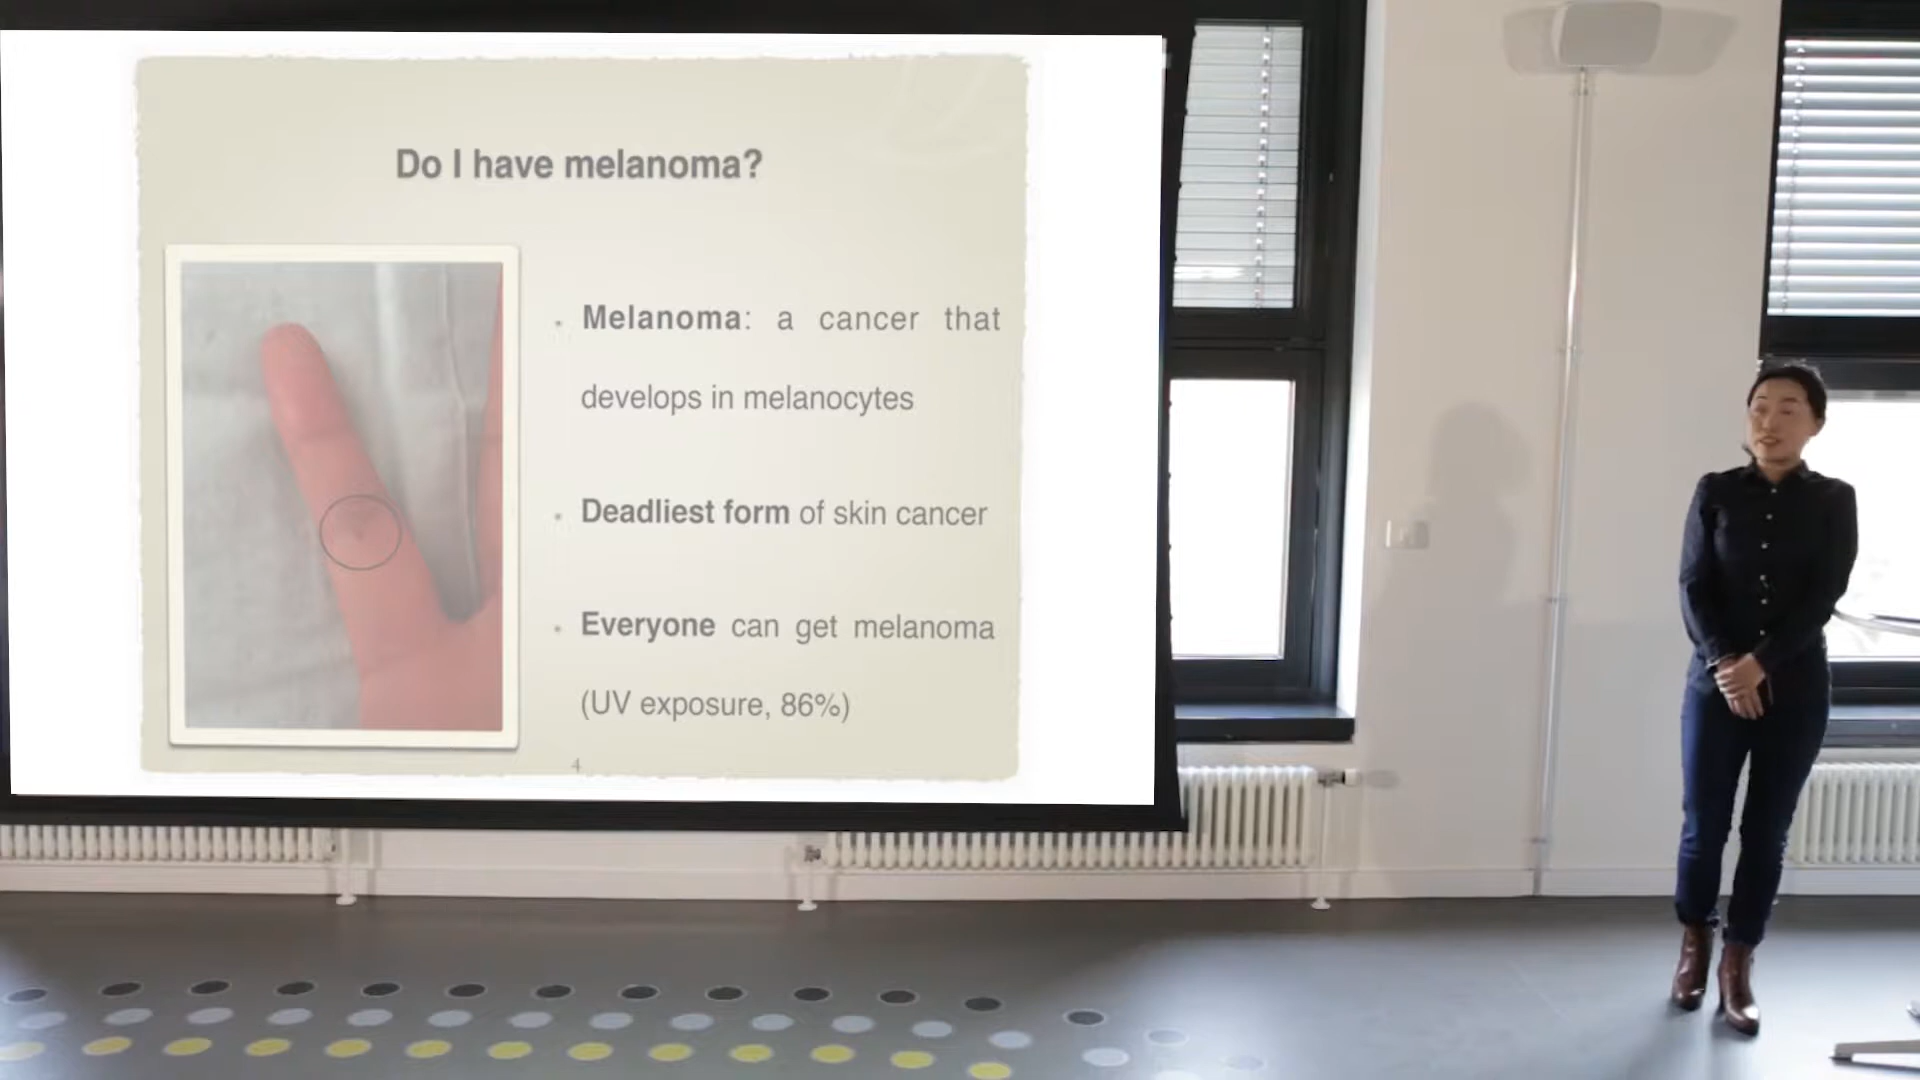 Do I have melanoma?
• Melanoma: a cancer that
develops in melanocytes
• Deadliest form of skin cancer
• Everyone can get melanoma
(UV exposure, 86%)
4